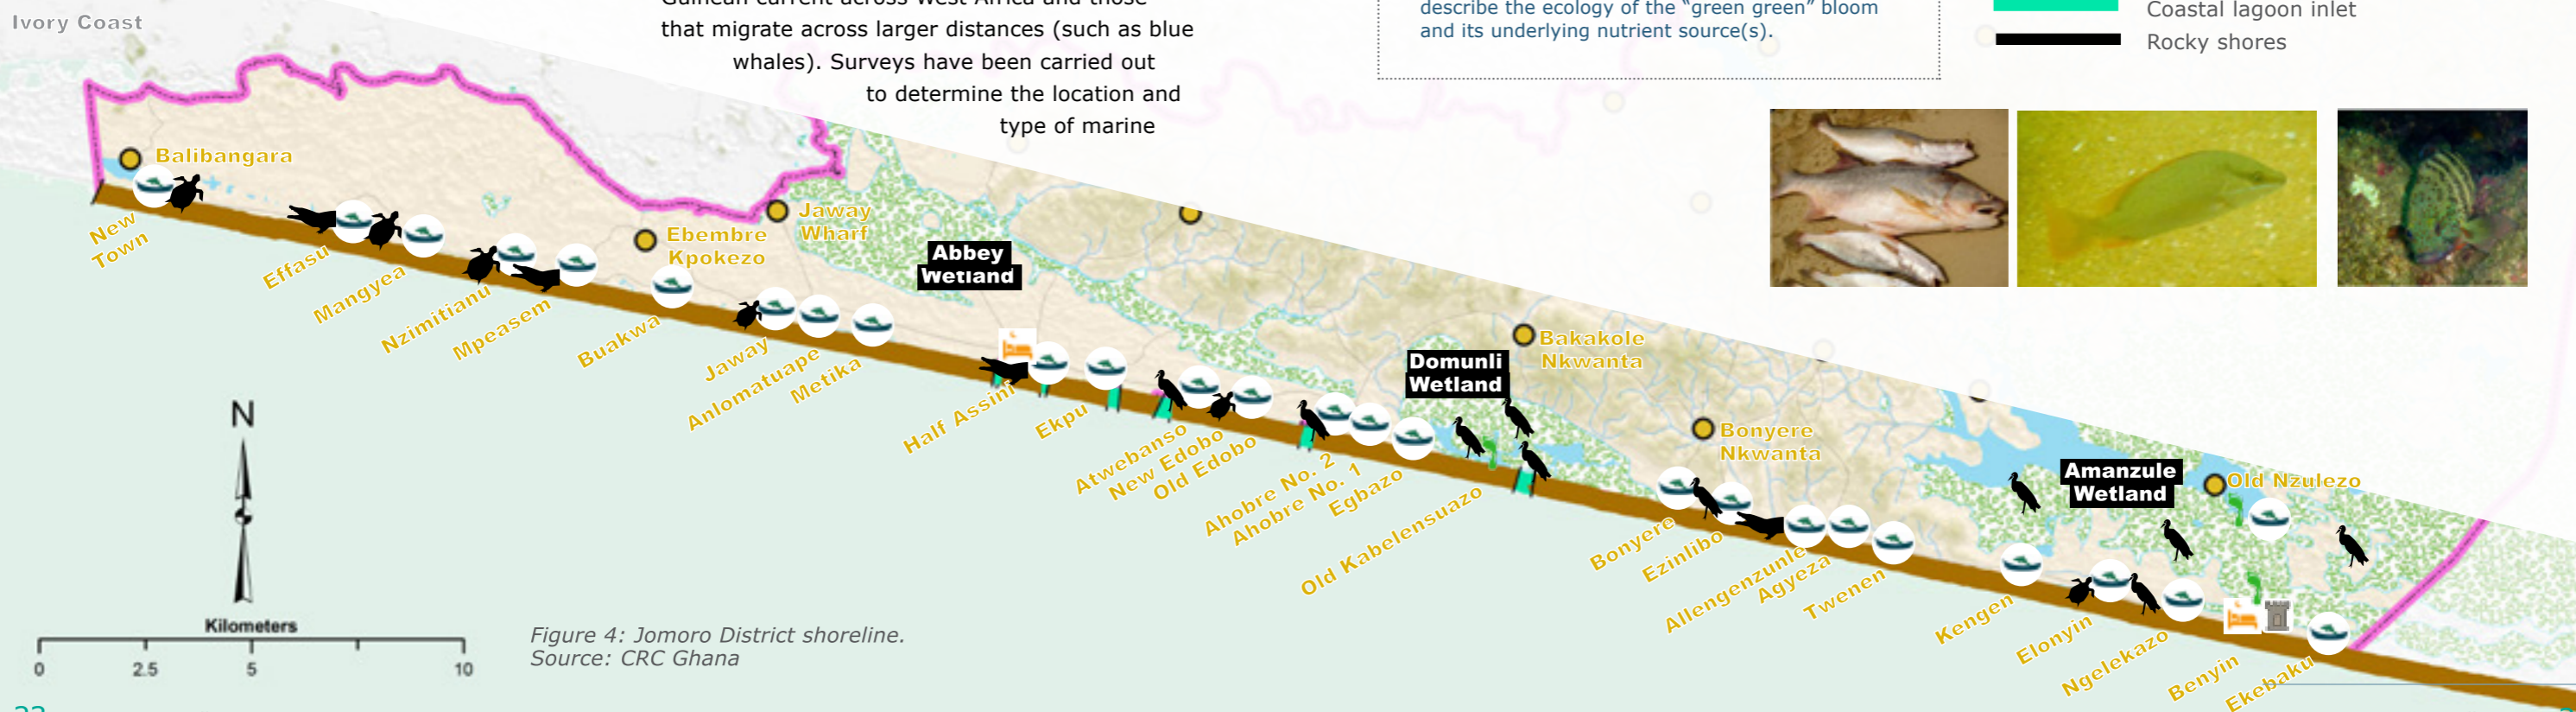 Ivory Coast
Guinean current across West Africa and those
that migrate across larger distances (such as blue
whales). Surveys have been carried out
to determine the location and
type of marine
describe the ecology of the “green green” bloom
and its underlying nutrient source(s).
Coastal lagoon inlet
Rocky shores
Balibangara
New
Town
Effasu
Mangyea
Nzimitianu
Mpeasem
Ebembre
Kpokezo
Jaway
Wharf
Buakwa
Jaway
Anlomatuape
Metika
Abbey
Wetland
Half Assini
Ekpu
Atwebanso
New Edobo
Old Edobo
Ahobre No. 2
Ahobre No. 1
Egbazo
Domunli
Wetland
Bakakole
Nkwanta
Old Kabelensuazo
Bonyere
Nkwanta
Bonyere
Ezinlibo
Allengenzunle
Agyeza
Twenen
Amanzule
Wetland
Old Nzulezo
Kengen
Elonyin
Ngelekazo
Benyin
Ekebaku
N
Kilometers
0 2.5 5 10
Figure 4: Jomoro District shoreline.
Source: CRC Ghana